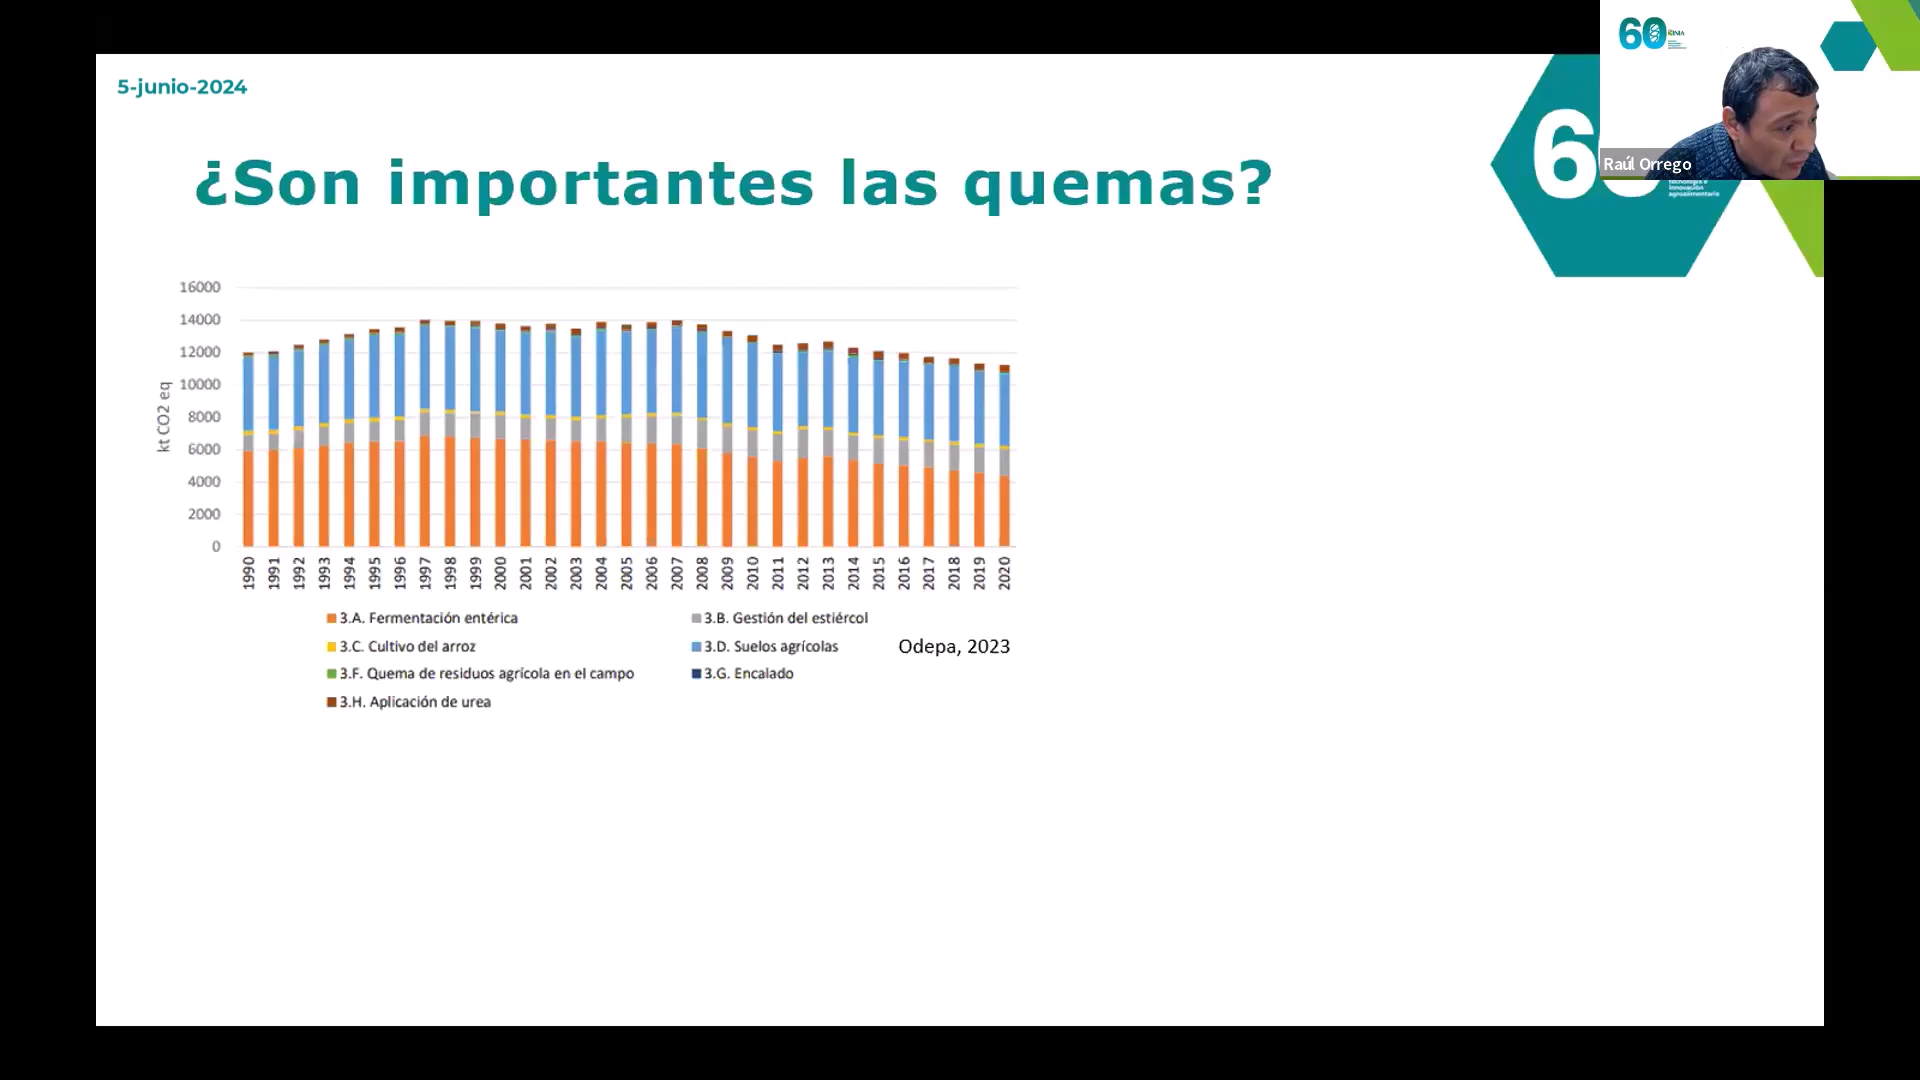 5-junio-2024
¿Son importantes las quemas?
16000
14000
12000
10000
8000
6000
4000
2000
0
kt CO2 eq
1990
1991
1992
1993
1994
1995
1996
1997
1998
1999
2000
2001
2002
2003
2004
2005
2006
2007
2008
2009
2010
2011
2012
2013
2014
2015
2016
2017
2018
2019
2020
3.A. Fermentación entérica
3.B. Gestión del estiércol
3.C. Cultivo del arroz
3.D. Suelos agrícolas
3.F. Quema de residuos agrícola en el campo
3.G. Encalado
3.H. Aplicación de urea
Odepa, 2023
60
INIA
Raúl Orrego
6
innovación
agroalimentaria